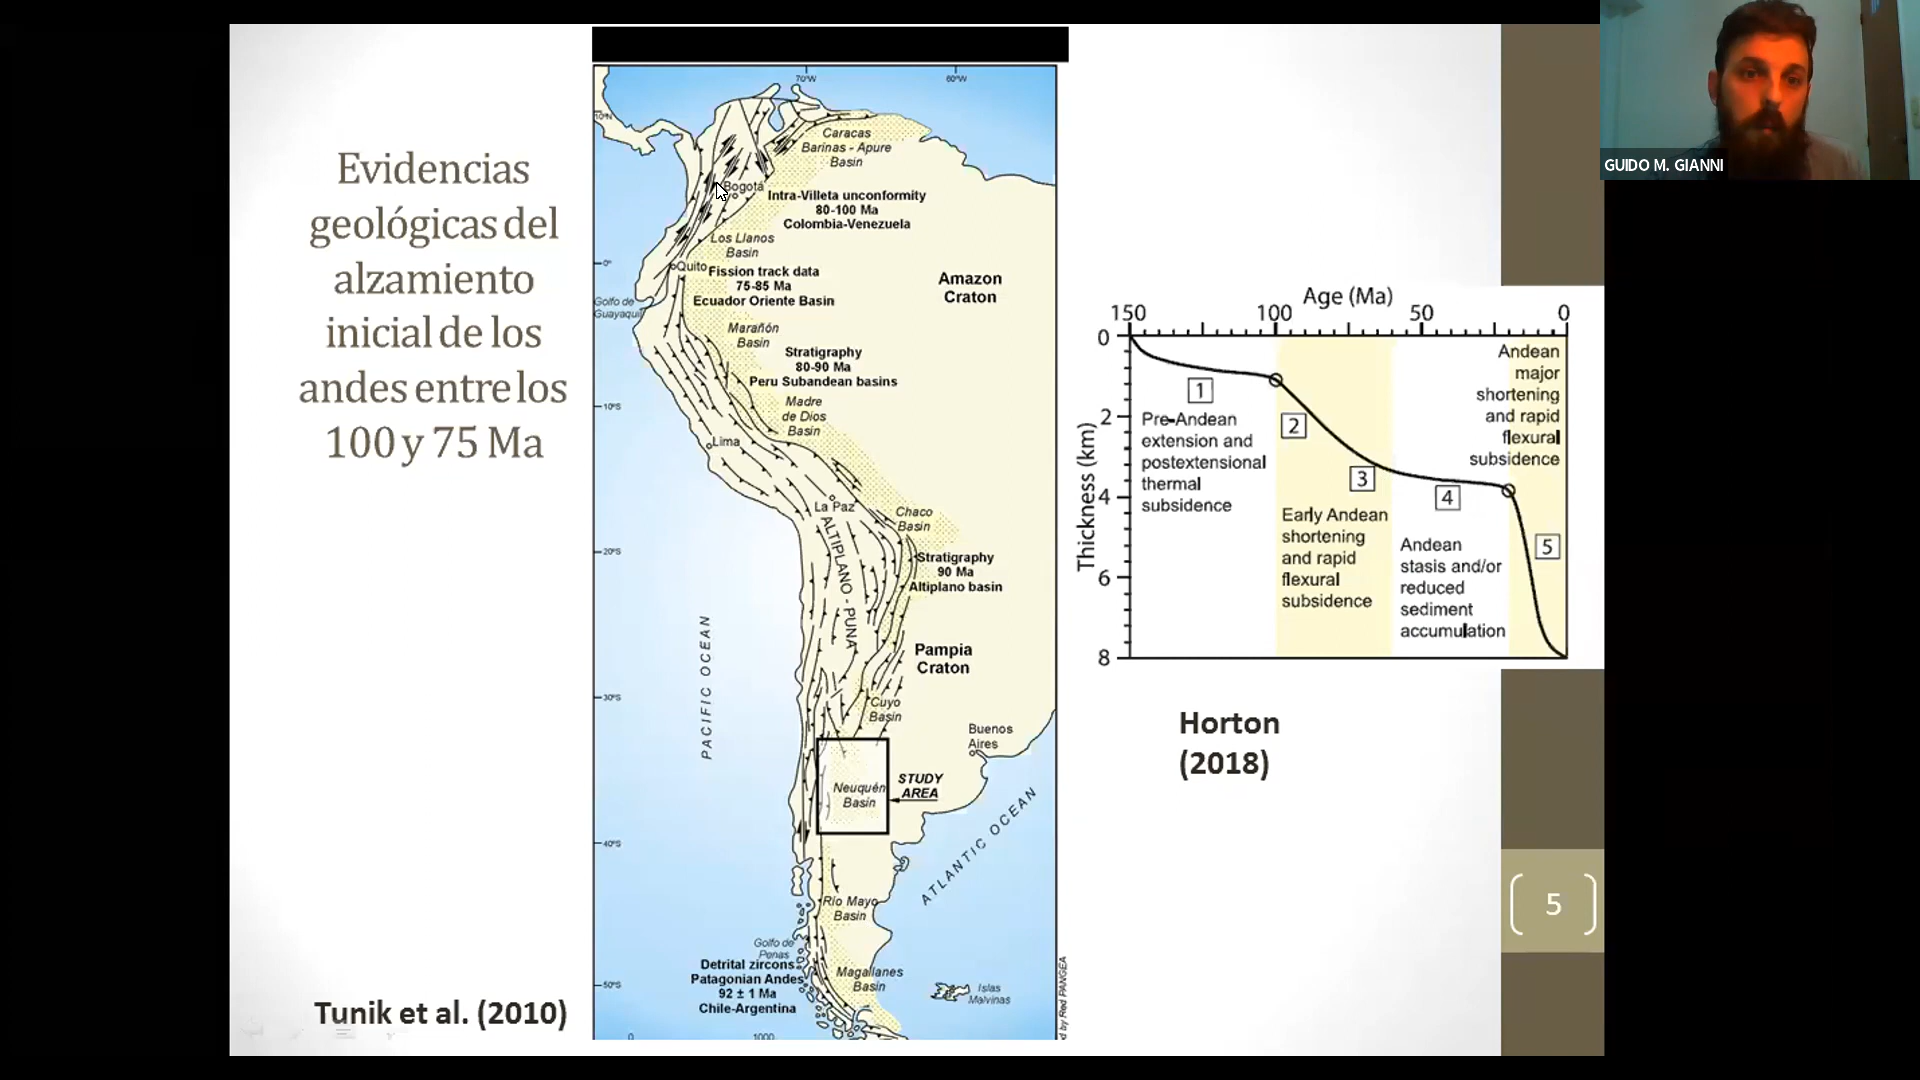 Evidencias
geológicas del
alzamiento
inicial de los
andes entre los
100 y 75 Ma
Tunik et al. (2010)
70°W
60°W
10°N
Caracas
Barinas - Apure
Basin
Bogotá
Intra-Villeta unconformity
80-100 Ma
Colombia-Venezuela
Los Llanos
Basin
0°
Quito
Fission track data
75-85 Ma
Ecuador Oriente Basin
Golfo de
Guayaquil
Amazon
Craton
Marañón
Basin
Stratigraphy
80-90 Ma
Peru Subandean basins
Madre
de Dios
Basin
10°S
Lima
La Paz
ALTIPLANO - PUNA
Chaco
Basin
20°S
Stratigraphy
90 Ma
Altiplano basin
PACIFIC OCEAN
Pampia
Craton
30°S
Cuyo
Basin
Buenos
Aires
Neuquén
Basin
STUDY
AREA
ATLANTIC OCEAN
40°S
Río Mayo
Basin
Golfo de
Penas
Detrital zircons
Patagonian Andes
92 ± 1 Ma
Chile-Argentina
Magallanes
Basin
50°S
Islas
Malvinas
0
1000
d by Red PANGEA
Age (Ma)
150
100
50
0
Thickness (km)
0
2
4
6
8
1
Pre-Andean
extension and
postextensional
thermal
subsidence
2
3
Early Andean
shortening
and rapid
flexural
subsidence
4
Andean
stasis and/or
reduced
sediment
accumulation
Andean
major
shortening
and rapid
flexural
subsidence
5
Horton
(2018)
5
GUIDO M. GIANNI